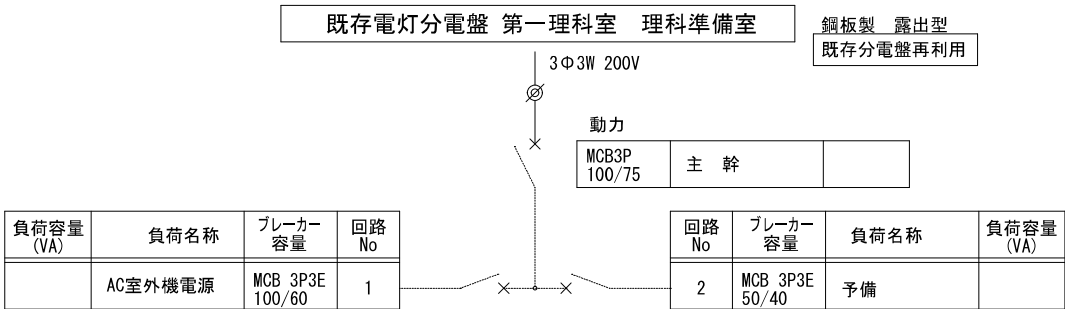 既存電灯分電盤 第一理科室　理科準備室
鋼板製　露出型
既存分電盤再利用
3Φ3W 200V
動力
MCB3P
100/75
主　幹
負荷容量
(VA)
負荷名称
ブレーカー
容量
回路
No
AC室外機電源
MCB 3P3E
100/60
1
回路
No
ブレーカー
容量
負荷名称
負荷容量
(VA)
2
MCB 3P3E
50/40
予備